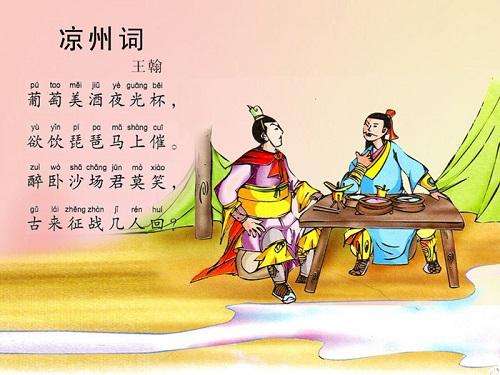 凉州词
王翰
pú tao měi jiǔ yè guāng bēi
葡萄美酒夜光杯，
yù yǐn pí pa mǎ shàng cuī
欲饮琵琶马上催。
zuì wò shā chǎng jūn mò xiào
醉卧沙场君莫笑，
gǔ lái zhēng zhàn jǐ rén huí
古来征战几人回？